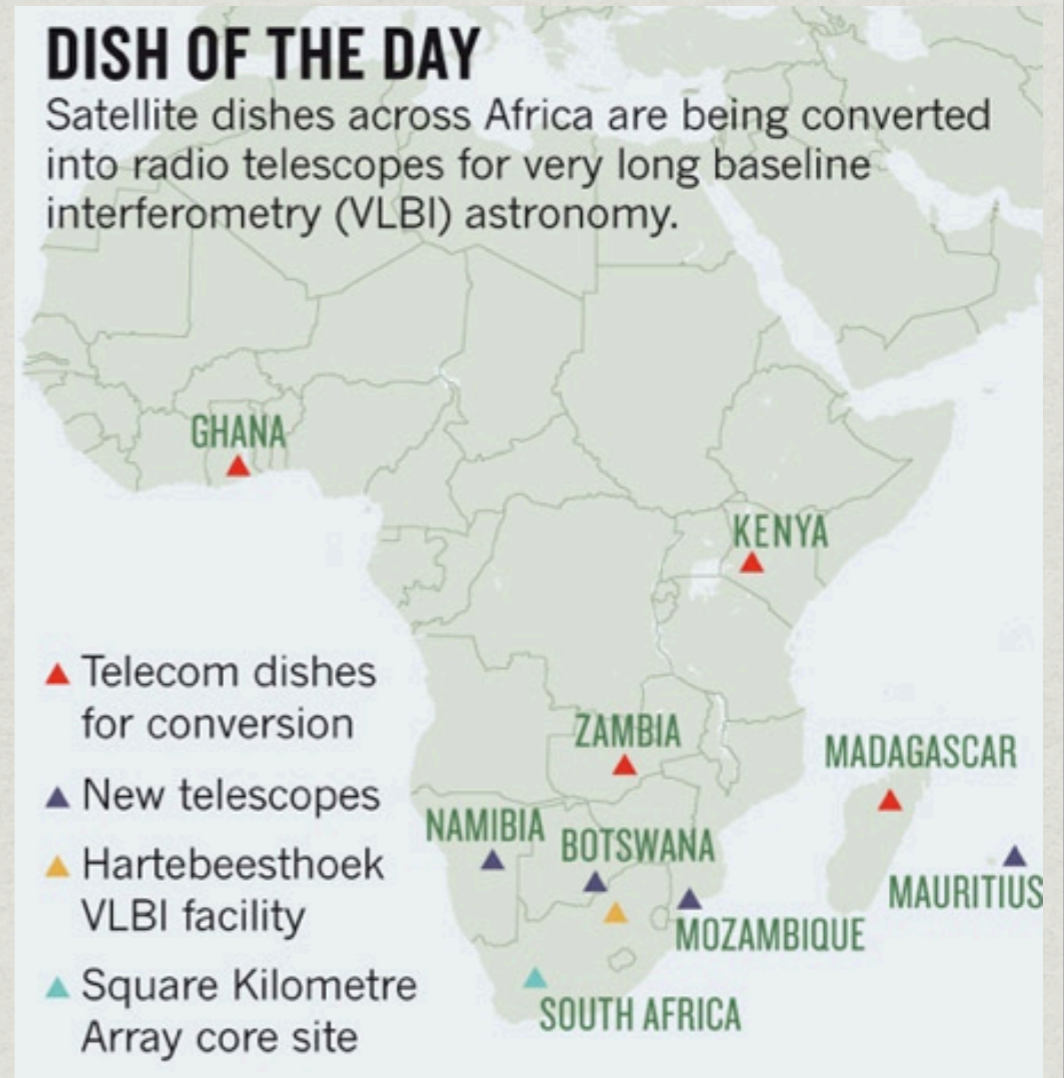 DISH OF THE DAY
Satellite dishes across Africa are being converted
into radio telescopes for very long baseline
interferometry (VLBI) astronomy.
GHANA
KENYA
Telecom dishes
for conversion
New telescopes
Hartebeesthoek
VLBI facility
Square Kilometre
Array core site
ZAMBIA
MADAGASCAR
NAMIBIA
BOTSWANA
MAURITIUS
MOZAMBIQUE
SOUTH AFRICA